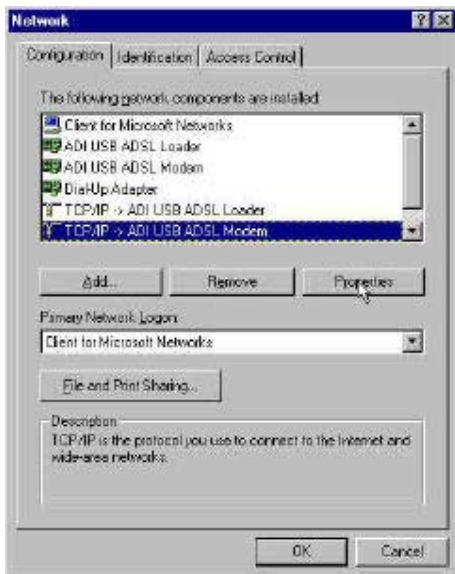 Network
Configuration Identification Access Control
The following network components are installed:
Client for Microsoft Networks
ADI USB ADSL Loader
ADI USB ADSL Modem
Dial-Up Adapter
TCP/IP -> ADI USB ADSL Loader
TCP/IP -> ADI USB ADSL Modem
Add... Remove Properties
Primary Network Logon:
Client for Microsoft Networks
File and Print Sharing...
Description
TCP/IP is the protocol you use to connect to the Internet and
wide-area networks.
OK Cancel